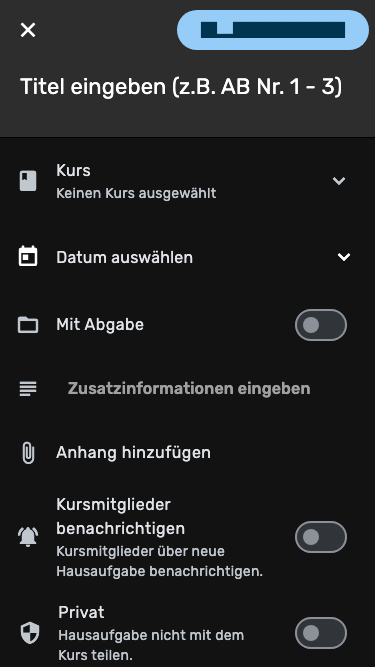 Titel eingeben (z.B. AB Nr. 1 - 3)
Kurs
Keinen Kurs ausgewählt
Datum auswählen
Mit Abgabe
Zusatzinformationen eingeben
Anhang hinzufügen
Kursmitglieder
benachrichtigen
Kursmitglieder über neue
Hausaufgabe benachrichtigen.
Privat
Hausaufgabe nicht mit dem
Kurs teilen.